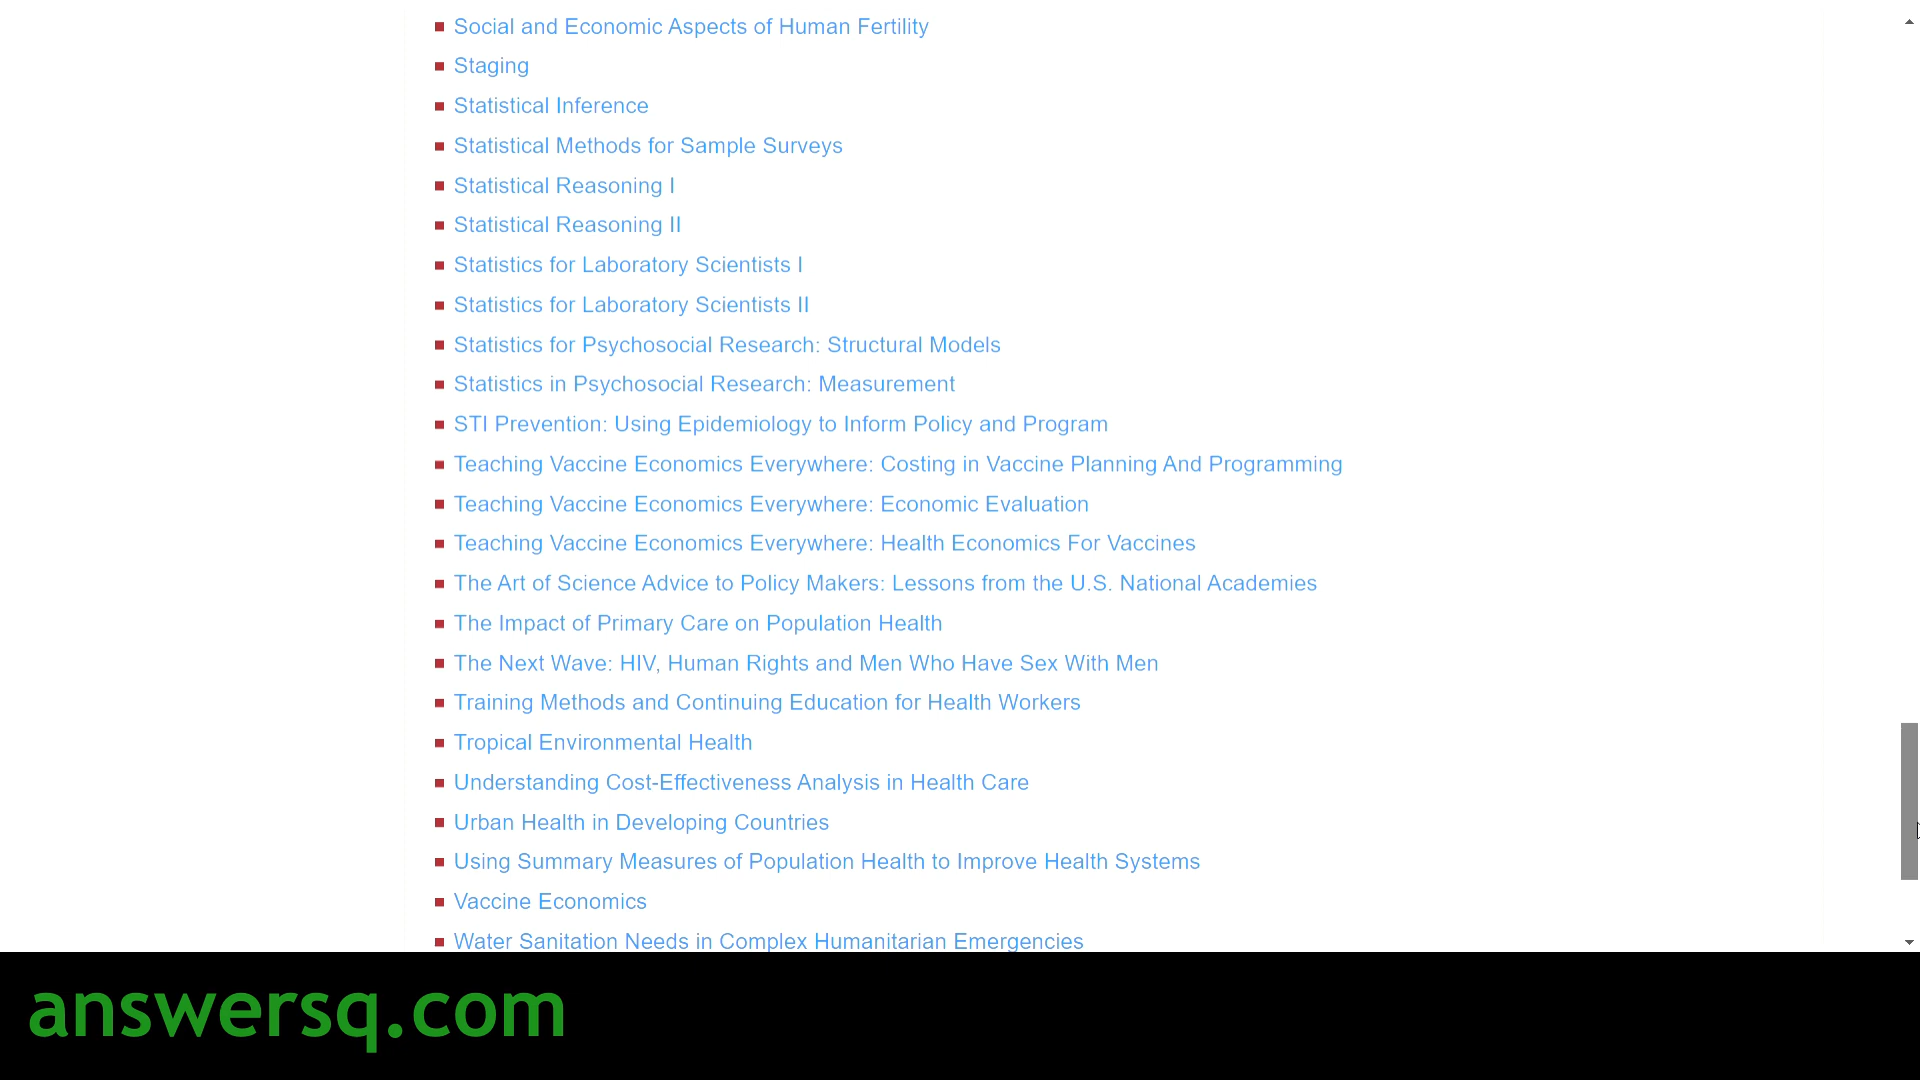 Social and Economic Aspects of Human Fertility
Staging
Statistical Inference
Statistical Methods for Sample Surveys
Statistical Reasoning I
Statistical Reasoning II
Statistics for Laboratory Scientists I
Statistics for Laboratory Scientists II
Statistics for Psychosocial Research: Structural Models
Statistics in Psychosocial Research: Measurement
STI Prevention: Using Epidemiology to Inform Policy and Program
Teaching Vaccine Economics Everywhere: Costing in Vaccine Planning And Programming
Teaching Vaccine Economics Everywhere: Economic Evaluation
Teaching Vaccine Economics Everywhere: Health Economics For Vaccines
The Art of Science Advice to Policy Makers: Lessons from the U.S. National Academies
The Impact of Primary Care on Population Health
The Next Wave: HIV, Human Rights and Men Who Have Sex With Men
Training Methods and Continuing Education for Health Workers
Tropical Environmental Health
Understanding Cost-Effectiveness Analysis in Health Care
Urban Health in Developing Countries
Using Summary Measures of Population Health to Improve Health Systems
Vaccine Economics
Water Sanitation Needs in Complex Humanitarian Emergencies
answersq.com